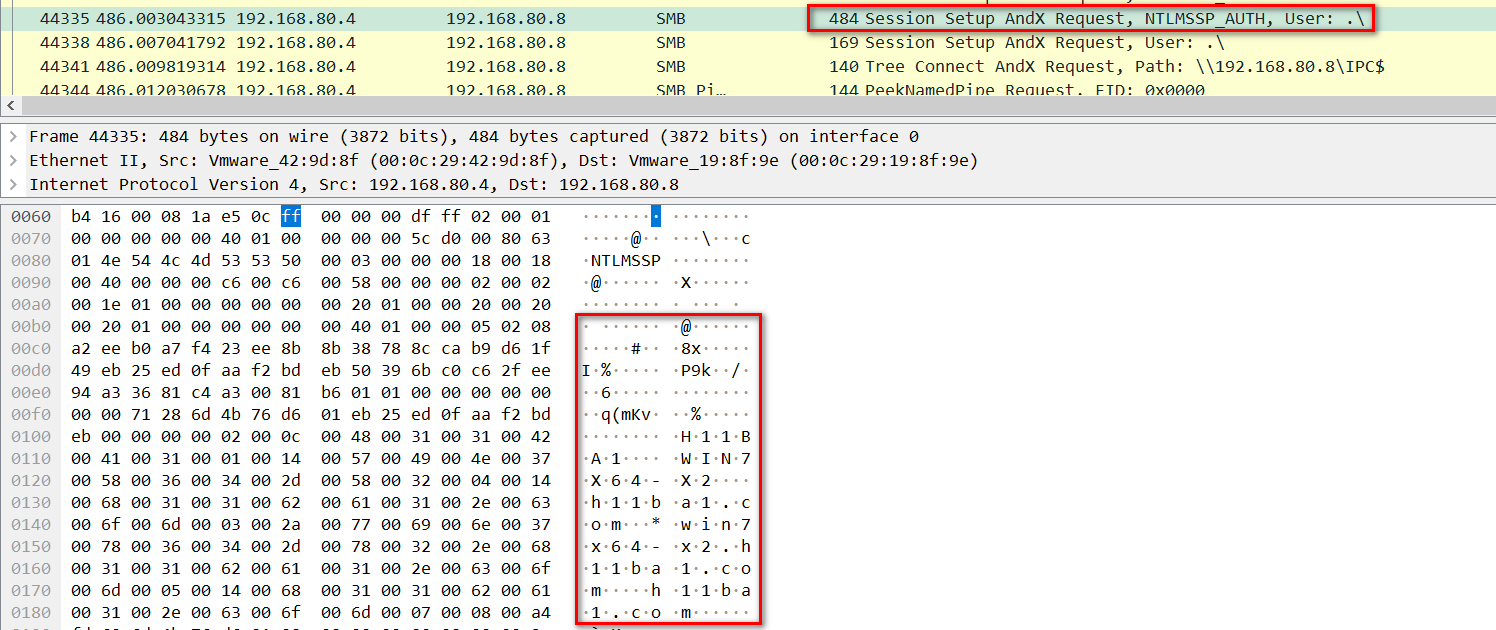 44335 486.003043315 192.168.80.4 192.168.80.8 SMB 484 Session Setup AndX Request, NTLMSSP_AUTH, User: .\
44338 486.007041792 192.168.80.4 192.168.80.8 SMB 169 Session Setup AndX Request, User: .\
44341 486.009819314 192.168.80.4 192.168.80.8 SMB 140 Tree Connect AndX Request, Path: \\192.168.80.8\IPC$
44344 486.012030678 192.168.80.4 192.168.80.8 SMB Pi… 144 PeekNamedPipe Request, FID: 0x0000
Frame 44335: 484 bytes on wire (3872 bits), 484 bytes captured (3872 bits) on interface 0
Ethernet II, Src: Vmware_42:9d:8f (00:0c:29:42:9d:8f), Dst: Vmware_19:8f:9e (00:0c:29:19:8f:9e)
Internet Protocol Version 4, Src: 192.168.80.4, Dst: 192.168.80.8
0060 b4 16 00 08 1a e5 0c ff 00 00 00 df ff 02 00 01 ········ ········
0070 00 00 00 00 00 40 01 00 00 00 00 5c d0 00 80 63 ·····@·· ···\···c
0080 01 4e 54 4c 4d 53 53 50 00 03 00 00 00 18 00 18 ·NTLMSSP ········
0090 00 40 00 00 00 c6 00 c6 00 58 00 00 00 02 00 02 ·@······ ·X······
00a0 00 1e 01 00 00 00 00 00 00 20 01 00 00 20 00 20 ········ · ··· ·
00b0 00 20 01 00 00 00 00 00 00 40 01 00 00 05 02 08 · ······ ·@······
00c0 a2 ee b0 a7 f4 23 ee 8b 8b 38 78 8c ca b9 d6 1f ·····#·· ·8x·····
00d0 49 eb 25 ed 0f aa f2 bd eb 50 39 6b c0 c6 2f ee I·%····· ·P9k··/·
00e0 94 a3 36 81 c4 a3 00 81 b6 01 01 00 00 00 00 00 ··6····· ········
00f0 00 00 71 28 6d 4b 76 d6 01 eb 25 ed 0f aa f2 bd ··q(mKv· ··%·····
0100 eb 00 00 00 00 02 00 0c 00 48 00 31 00 31 00 42 ········ ·H·1·1·B
0110 00 41 00 31 00 01 00 14 00 57 00 49 00 4e 00 37 ·A·1···· ·W·I·N·7
0120 00 58 00 36 00 34 00 2d 00 58 00 32 00 04 00 14 ·X·6·4·- ·X·2····
0130 00 68 00 31 00 31 00 62 00 61 00 31 00 2e 00 63 ·h·1·1·b ·a·1·.·c
0140 00 6f 00 6d 00 03 00 2a 00 77 00 69 00 6e 00 37 ·o·m···* ·w·i·n·7
0150 00 78 00 36 00 34 00 2d 00 78 00 32 00 2e 00 68 ·x·6·4·- ·x·2·.·h
0160 00 31 00 31 00 62 00 61 00 31 00 2e 00 63 00 6f ·1·1·b·a ·1·.·c·o
0170 00 6d 00 05 00 14 00 68 00 31 00 31 00 62 00 61 ·m·····h ·1·1·b·a
0180 00 31 00 2e 00 63 00 6f 00 6d 00 07 00 08 00 a4 ·1·.·c·o ·m······